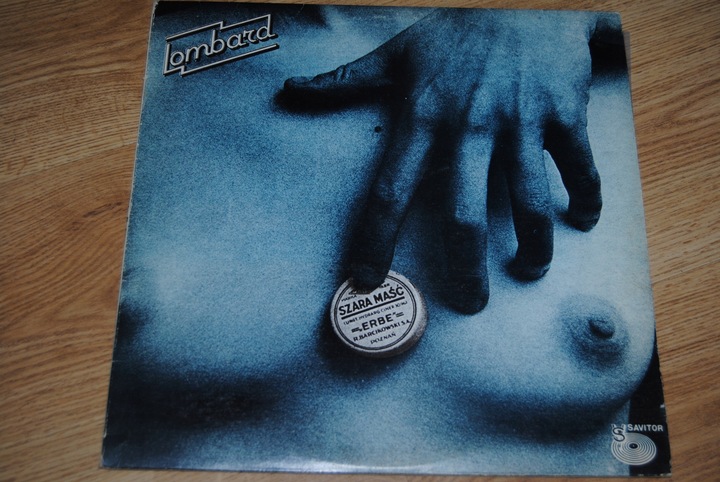 lombard
SZARA MAŚĆ
"ERBE"
R. BARCIKOWSKI S.A.
POZNAŃ
SAVITOR